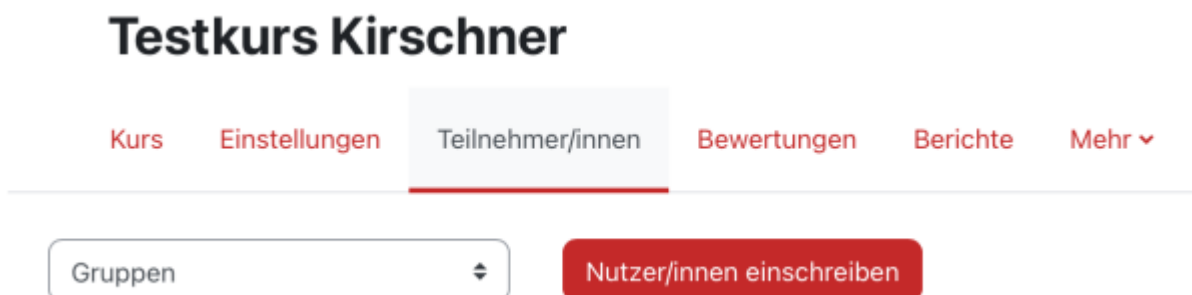 Testkurs Kirschner
Kurs Einstellungen Teilnehmer/innen Bewertungen Berichte Mehr
Gruppen Nutzer/innen einschreiben